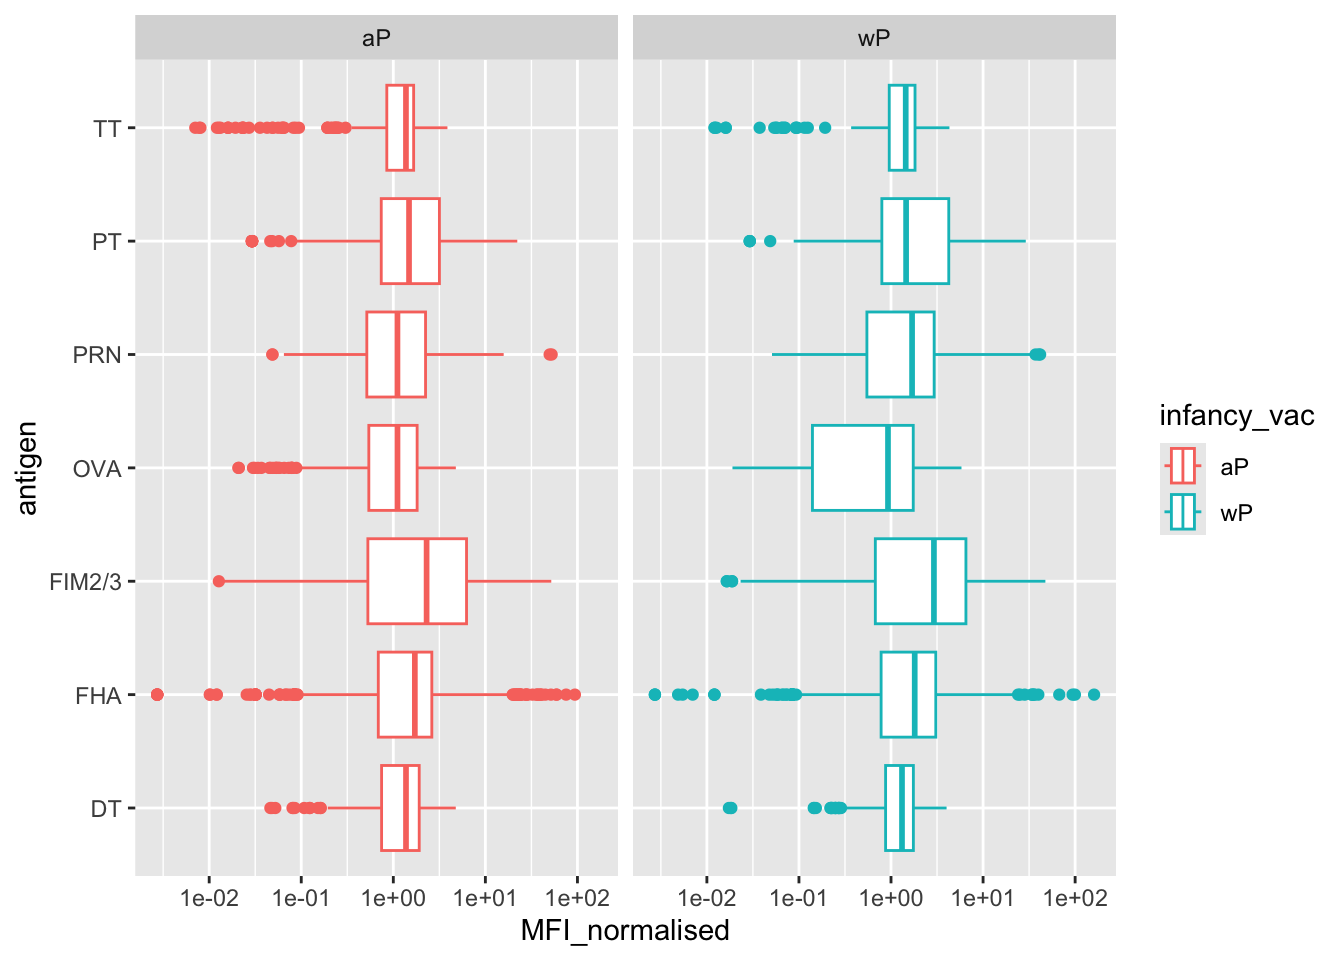 aP wP
TT
PT
PRN
OVA
FIM2/3
FHA
DT
antigen
1e-02 1e-01 1e+00 1e+01 1e+02 1e-02 1e-01 1e+00 1e+01 1e+02
MFI_normalised
infancy_vac
aP
wP